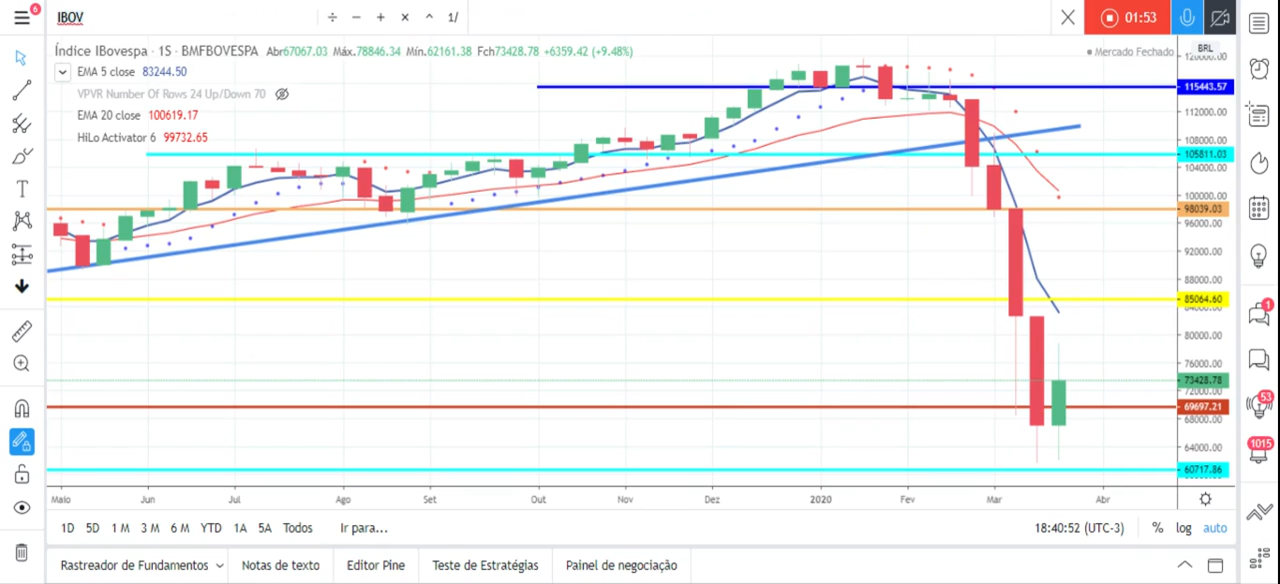 6
IBOV
÷ − + × ^ 1/
01:53
Índice IBovespa · 1S · BMFBOVESPA Abr67067.03 Máx.78846.34 Mín.62161.38 Fch73428.78 +6359.42 (+9.48%)
Mercado Fechado
BRL
EMA 5 close 83244.50
VPVR Number Of Rows 24 Up/Down 70
EMA 20 close 100619.17
HiLo Activator 6 99732.65
120000.00
115443.57
112000.00
108000.00
105811.03
104000.00
100000.00
98039.03
96000.00
92000.00
88000.00
85064.60
84000.00
80000.00
76000.00
73428.78
72000.00
69697.21
68000.00
64000.00
60717.86
1
53
1015
Maio Jun Jul Ago Set Out Nov Dez 2020 Fev Mar Abr
1D 5D 1M 3M 6M YTD 1A 5A Todos Ir para... 18:40:52 (UTC-3) % log auto
Rastreador de Fundamentos Notas de texto Editor Pine Teste de Estratégias Painel de negociação